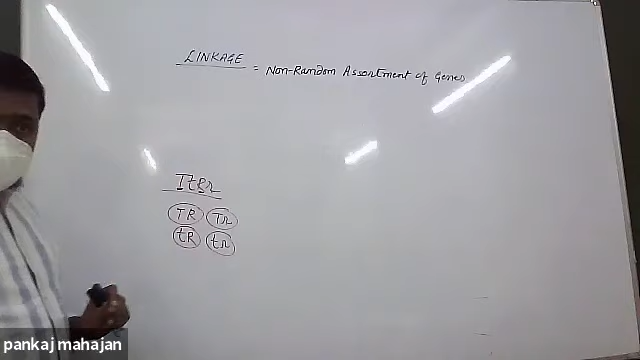 LINKAGE
= Non-Random Assortment of Genes
TtRr
TR Tr
tR tr
pankaj mahajan